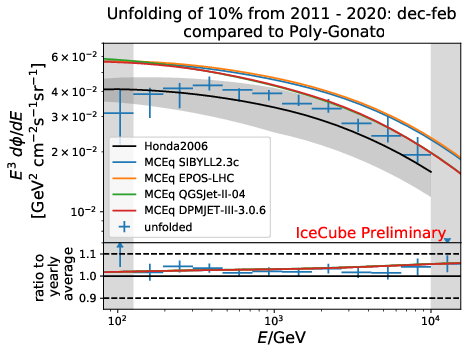 Unfolding of 10% from 2011 - 2020: dec-feb
compared to Poly-Gonato
E³ dϕ/dE
[GeV² cm⁻²s⁻¹sr⁻¹]
6 × 10⁻²
4 × 10⁻²
3 × 10⁻²
2 × 10⁻²
10⁻²
Honda2006
MCEq SIBYLL2.3c
MCEq EPOS-LHC
MCEq QGSJet-II-04
MCEq DPMJET-III-3.0.6
unfolded
IceCube Preliminary
ratio to
yearly
average
1.1
1.0
0.9
10²
10³
10⁴
E/GeV